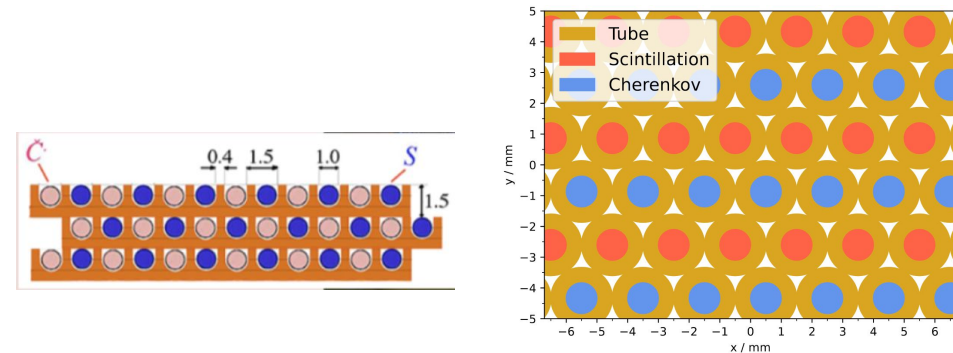 Č
0.4
1.5
1.0
S
1.5
Tube
Scintillation
Cherenkov
5
4
3
2
1
0
−1
−2
−3
−4
−5
y / mm
−6 −5 −4 −3 −2 −1 0 1 2 3 4 5 6
x / mm